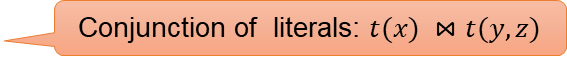 Conjunction of literals: 𝑡(𝑥) ⋈ 𝑡(𝑦,𝑧)